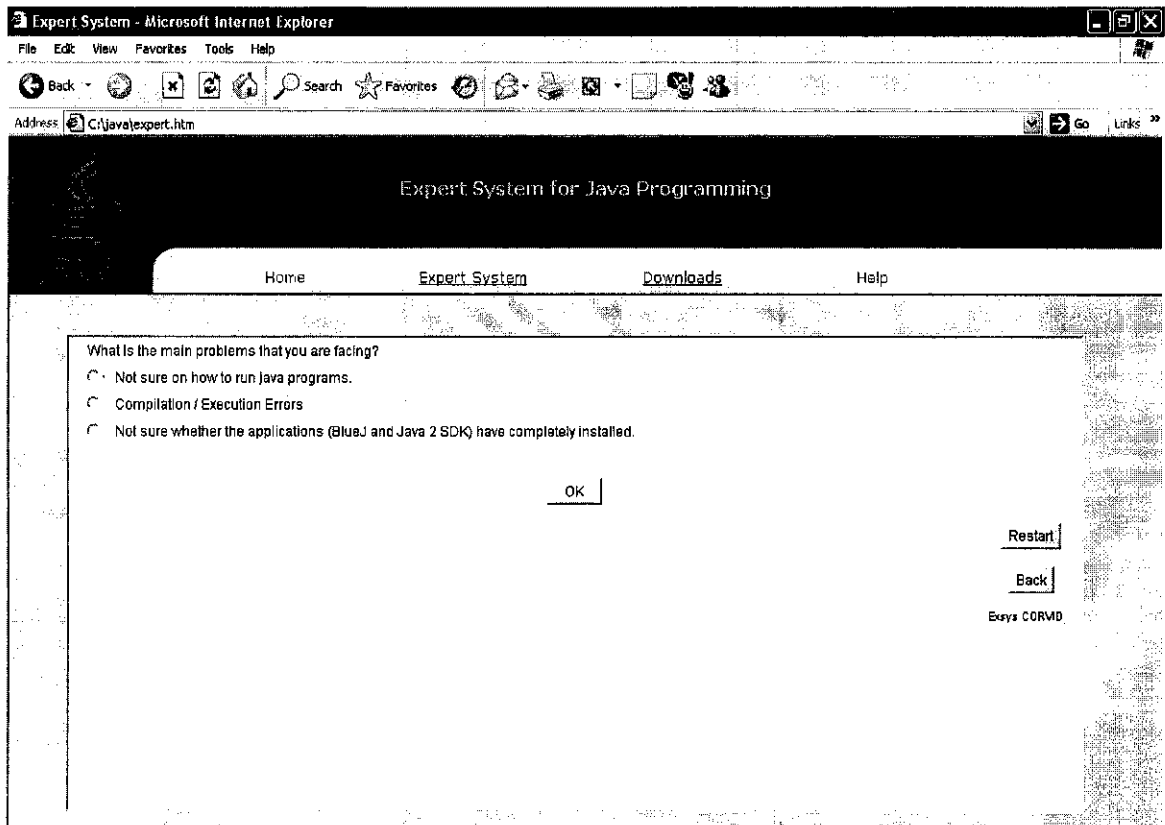 Expert System - Microsoft Internet Explorer
File Edit View Favorites Tools Help
Back Search Favorites
Address C:\java\expert.htm Go Links »
Expert System for Java Programming
Home Expert System Downloads Help
What is the main problems that you are facing?
Not sure on how to run java programs.
Compilation / Execution Errors
Not sure whether the applications (BlueJ and Java 2 SDK) have completely installed.
OK
Restart
Back
Exsys CORVID